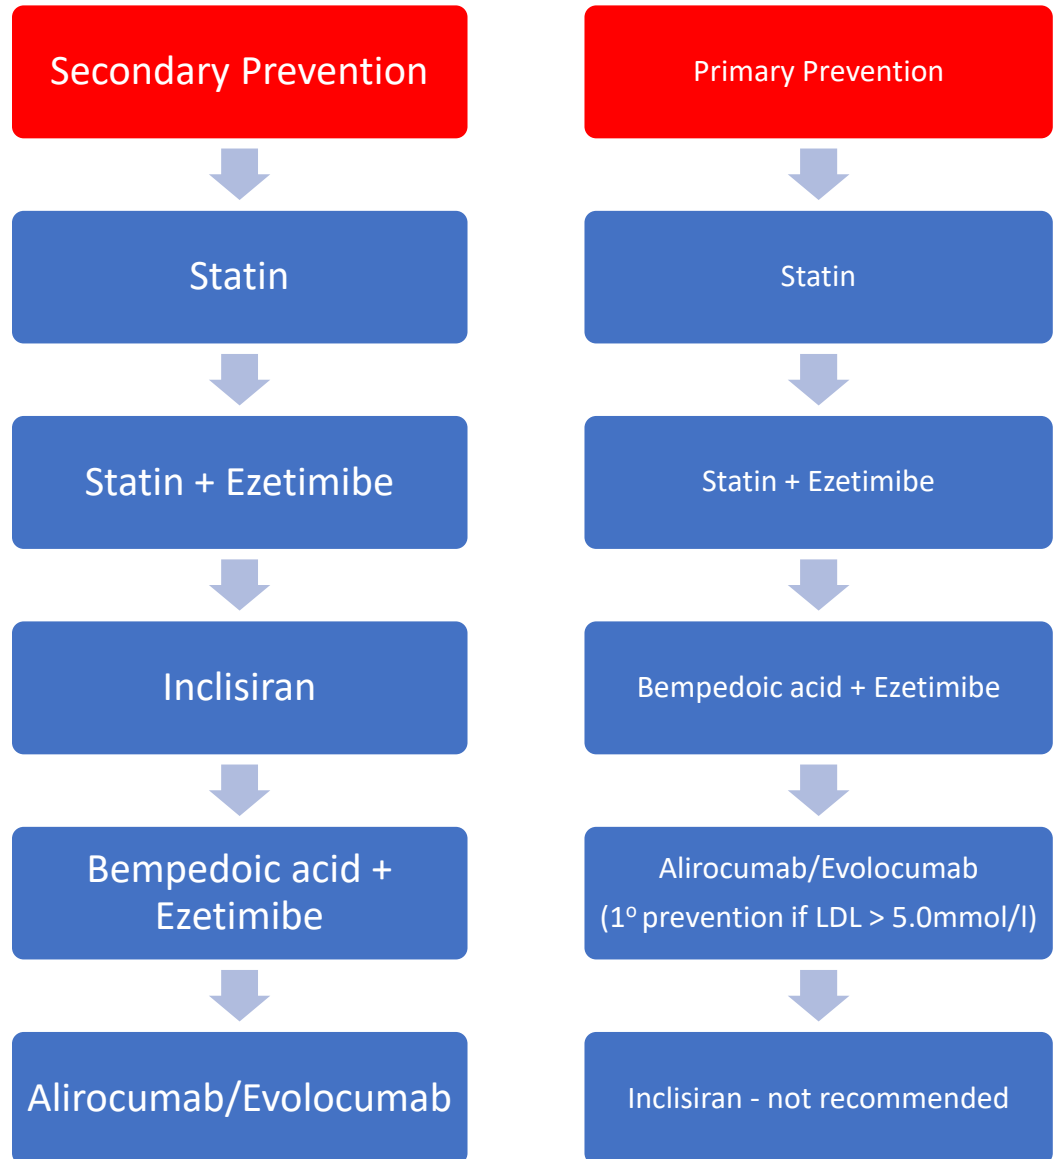 Secondary Prevention
Statin
Statin + Ezetimibe
Inclisiran
Bempedoic acid +
Ezetimibe
Alirocumab/Evolocumab
Primary Prevention
Statin
Statin + Ezetimibe
Bempedoic acid + Ezetimibe
Alirocumab/Evolocumab
(1º prevention if LDL > 5.0mmol/l)
Inclisiran - not recommended